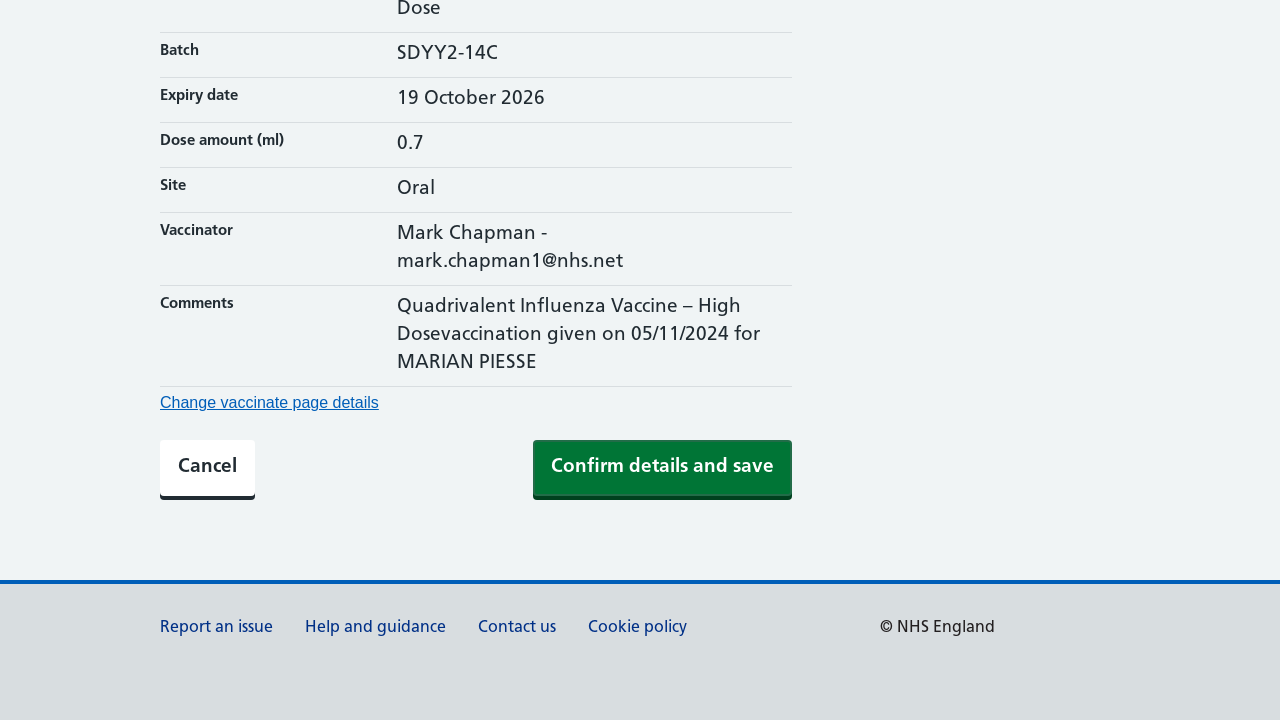 Dose
Batch
SDYY2-14C
Expiry date
19 October 2026
Dose amount (ml)
0.7
Site
Oral
Vaccinator
Mark Chapman -
mark.chapman1@nhs.net
Comments
Quadrivalent Influenza Vaccine – High
Dosevaccination given on 05/11/2024 for
MARIAN PIESSE
Change vaccinate page details
Cancel
Confirm details and save
Report an issue
Help and guidance
Contact us
Cookie policy
© NHS England